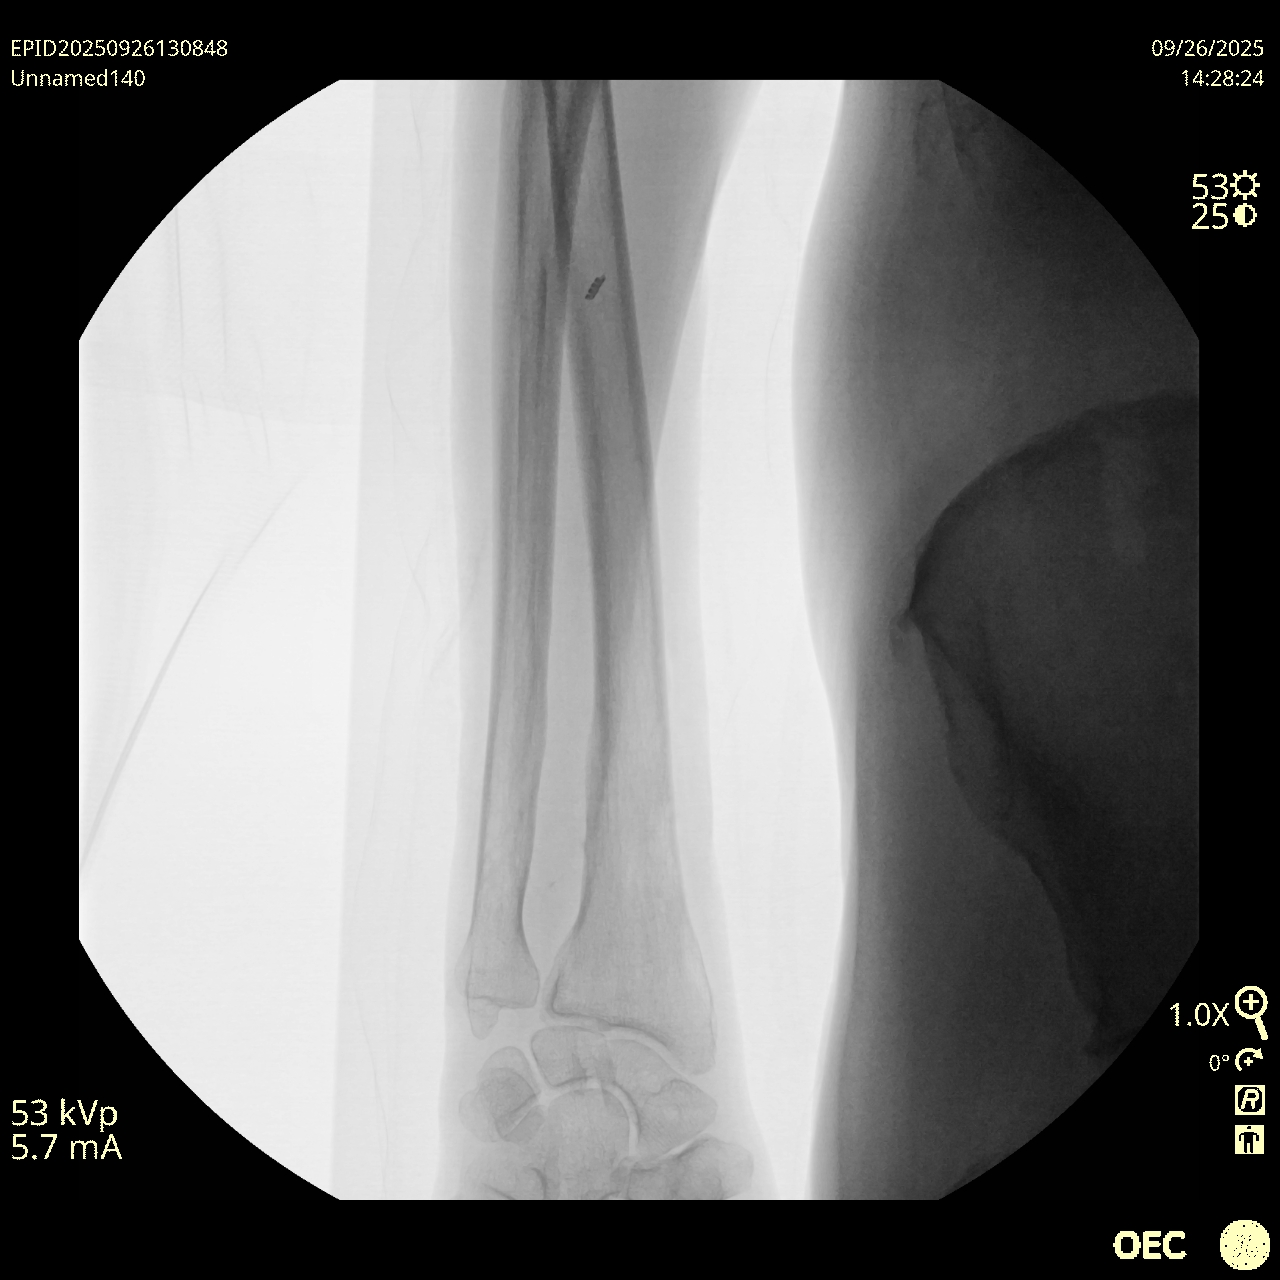 EPID20250926130848
Unnamed140
09/26/2025
14:28:24
53
25
1.0X
0°
R
53 kVp
5.7 mA
OEC